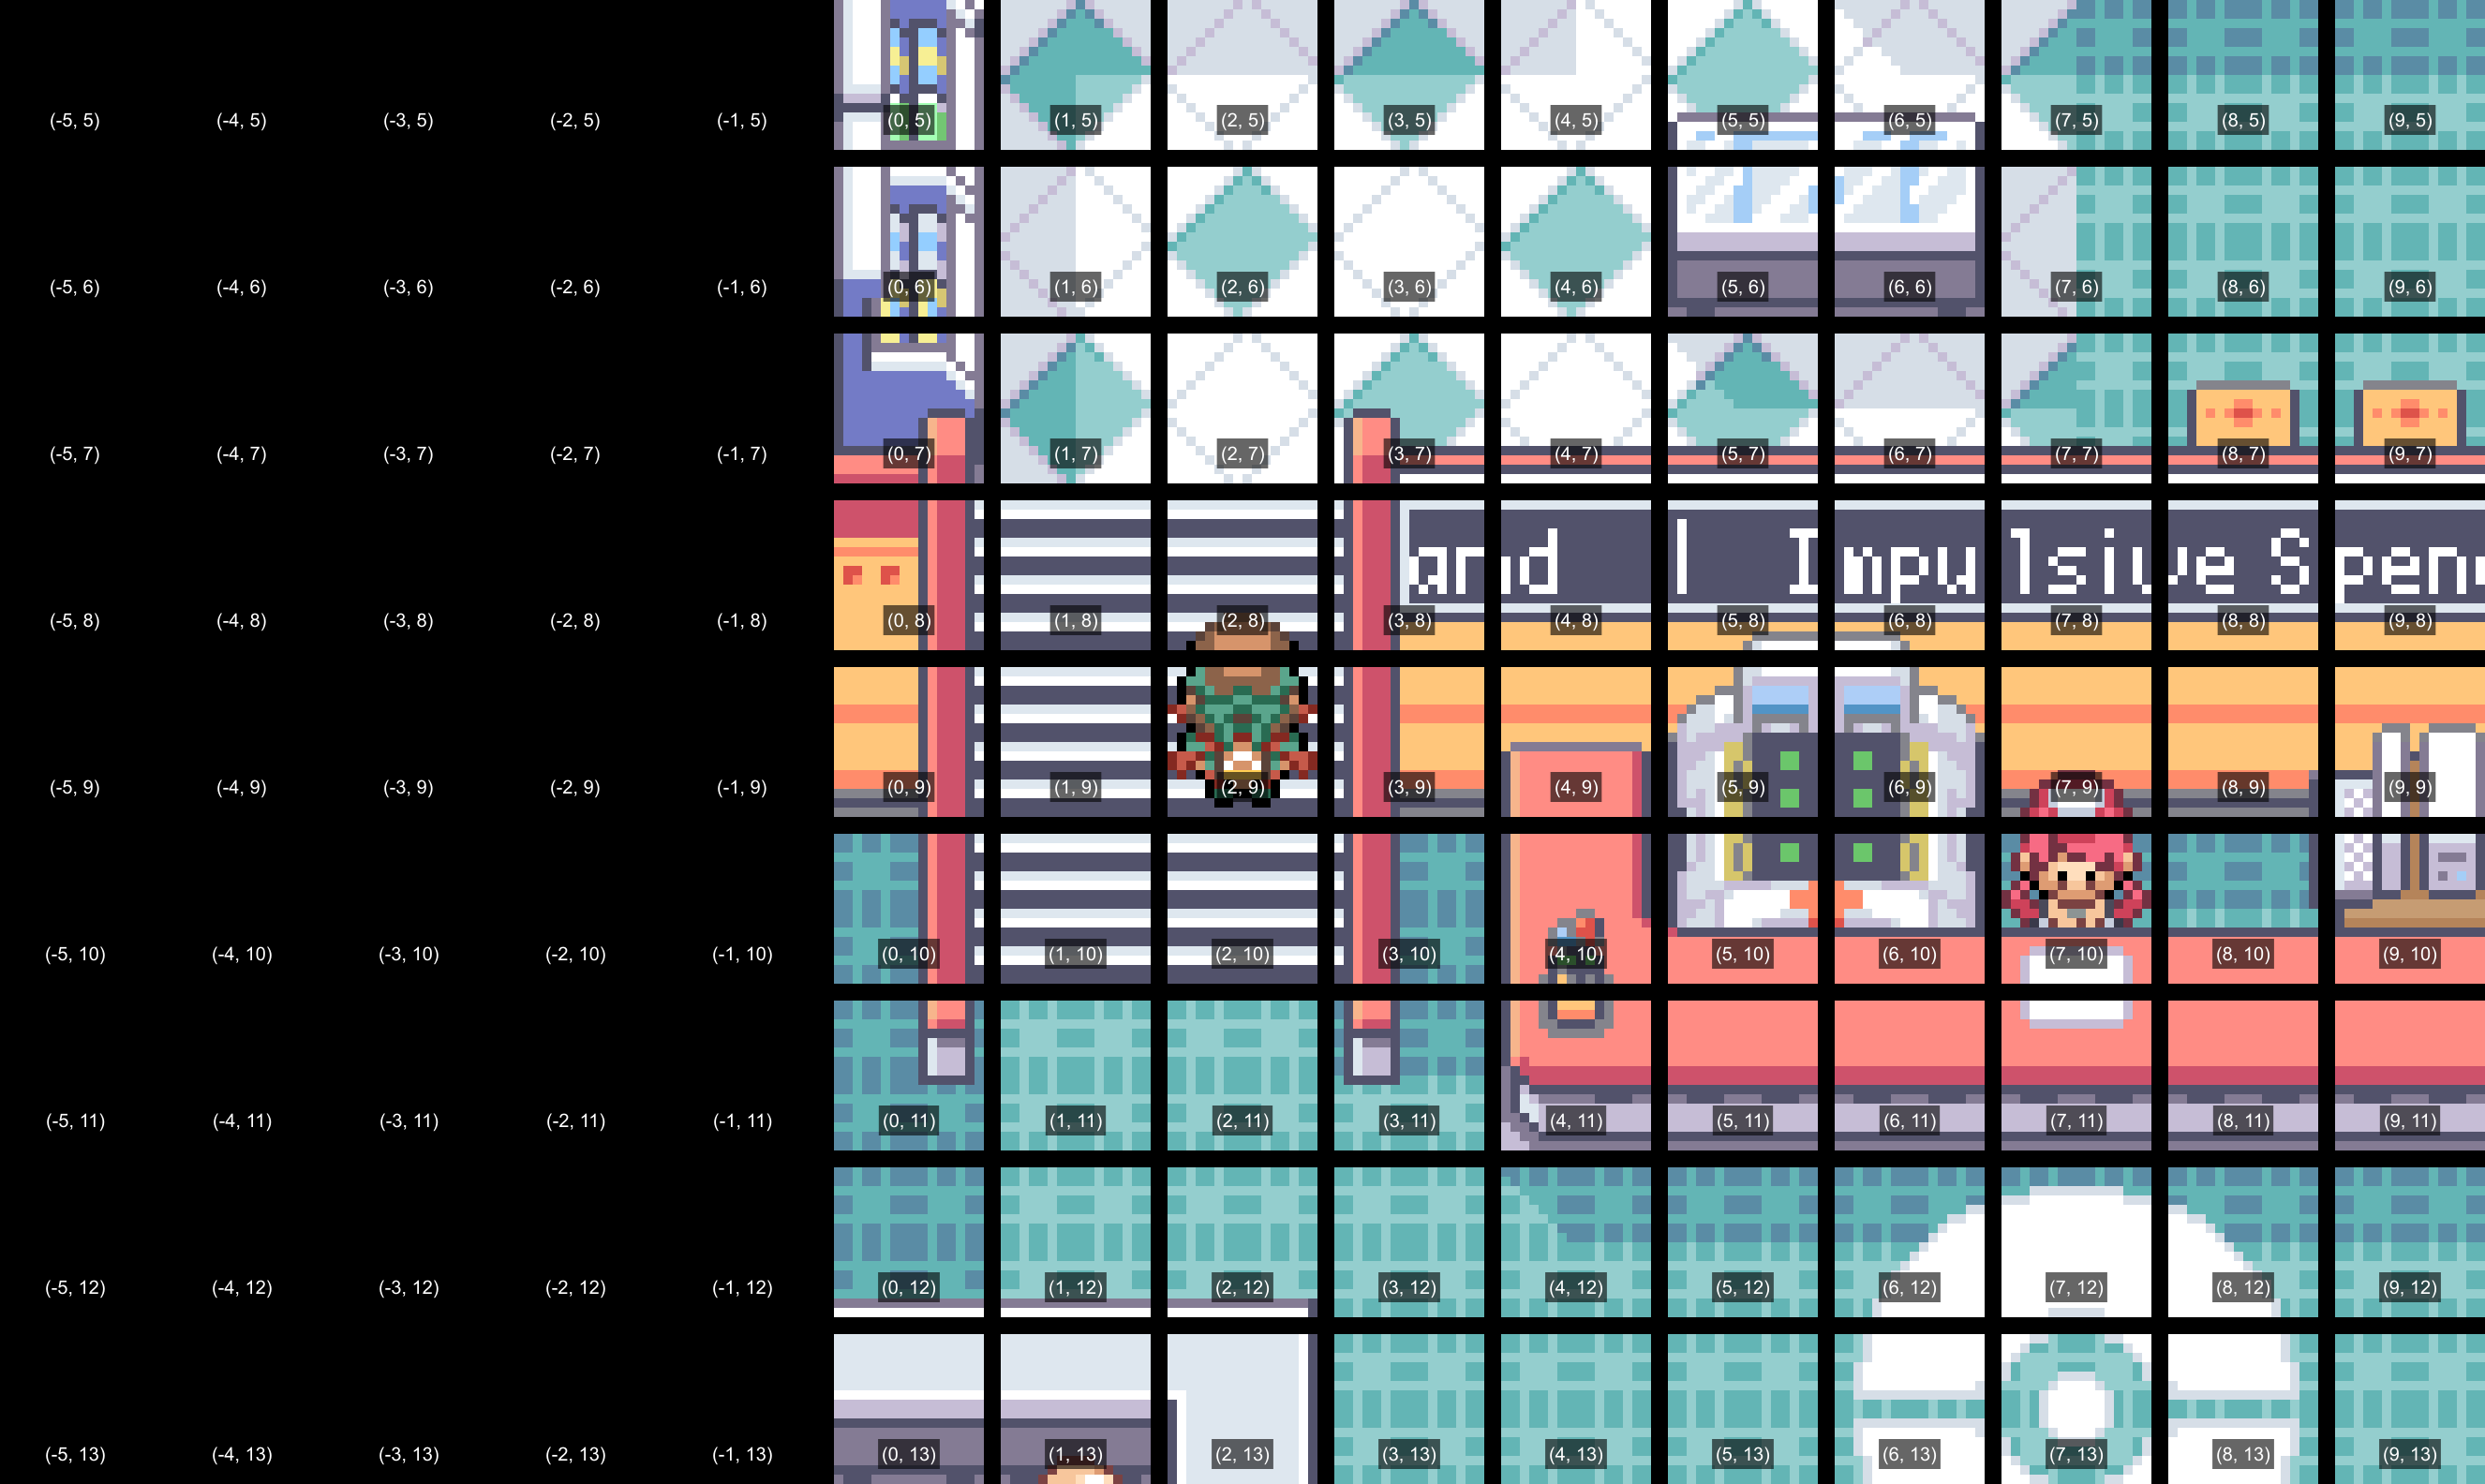 (-5, 5) (-4, 5) (-3, 5) (-2, 5) (-1, 5) (0, 5) (1, 5) (2, 5) (3, 5) (4, 5) (5, 5) (6, 5) (7, 5) (8, 5) (9, 5)
(-5, 6) (-4, 6) (-3, 6) (-2, 6) (-1, 6) (0, 6) (1, 6) (2, 6) (3, 6) (4, 6) (5, 6) (6, 6) (7, 6) (8, 6) (9, 6)
(-5, 7) (-4, 7) (-3, 7) (-2, 7) (-1, 7) (0, 7) (1, 7) (2, 7) (3, 7) (4, 7) (5, 7) (6, 7) (7, 7) (8, 7) (9, 7)
and | Impulsive Spen
(-5, 8) (-4, 8) (-3, 8) (-2, 8) (-1, 8) (0, 8) (1, 8) (2, 8) (3, 8) (4, 8) (5, 8) (6, 8) (7, 8) (8, 8) (9, 8)
(-5, 9) (-4, 9) (-3, 9) (-2, 9) (-1, 9) (0, 9) (1, 9) (2, 9) (3, 9) (4, 9) (5, 9) (6, 9) (7, 9) (8, 9) (9, 9)
(-5, 10) (-4, 10) (-3, 10) (-2, 10) (-1, 10) (0, 10) (1, 10) (2, 10) (3, 10) (4, 10) (5, 10) (6, 10) (7, 10) (8, 10) (9, 10)
(-5, 11) (-4, 11) (-3, 11) (-2, 11) (-1, 11) (0, 11) (1, 11) (2, 11) (3, 11) (4, 11) (5, 11) (6, 11) (7, 11) (8, 11) (9, 11)
(-5, 12) (-4, 12) (-3, 12) (-2, 12) (-1, 12) (0, 12) (1, 12) (2, 12) (3, 12) (4, 12) (5, 12) (6, 12) (7, 12) (8, 12) (9, 12)
(-5, 13) (-4, 13) (-3, 13) (-2, 13) (-1, 13) (0, 13) (1, 13) (2, 13) (3, 13) (4, 13) (5, 13) (6, 13) (7, 13) (8, 13) (9, 13)